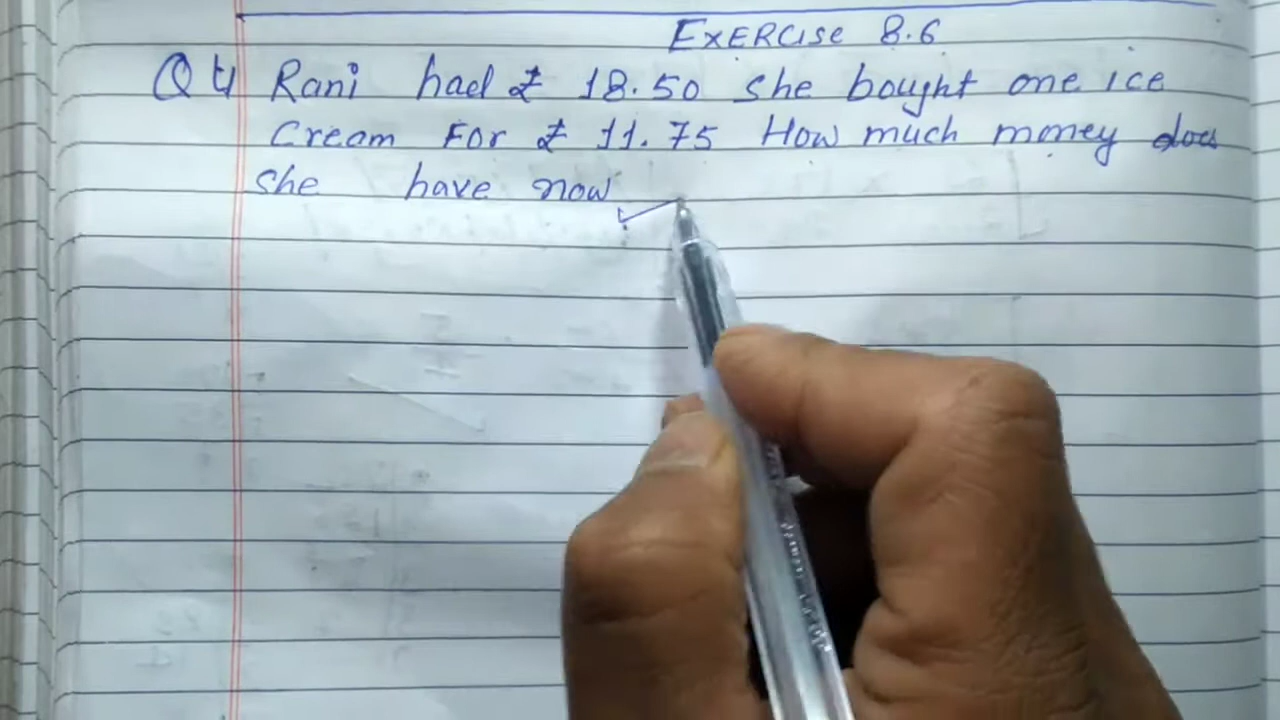 EXERCISE 8.6
Q4 Rani had ₹ 18.50 She bought one ice
Cream For ₹ 11.75 How much money does
She have now